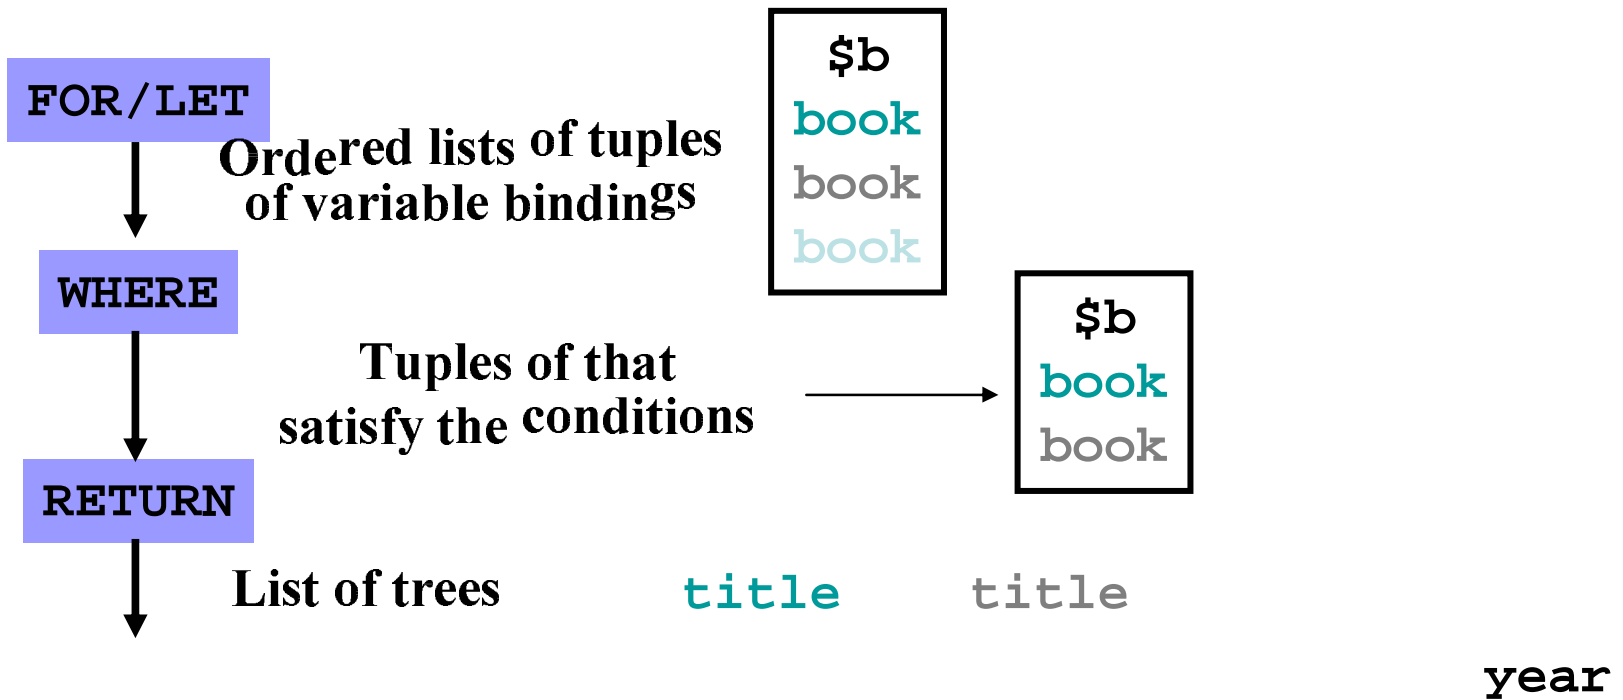 FOR/LET
Ordered lists of tuples
of variable bindings
$b
book
book
book
WHERE
Tuples of that
satisfy the conditions
$b
book
book
RETURN
List of trees
title
title
year